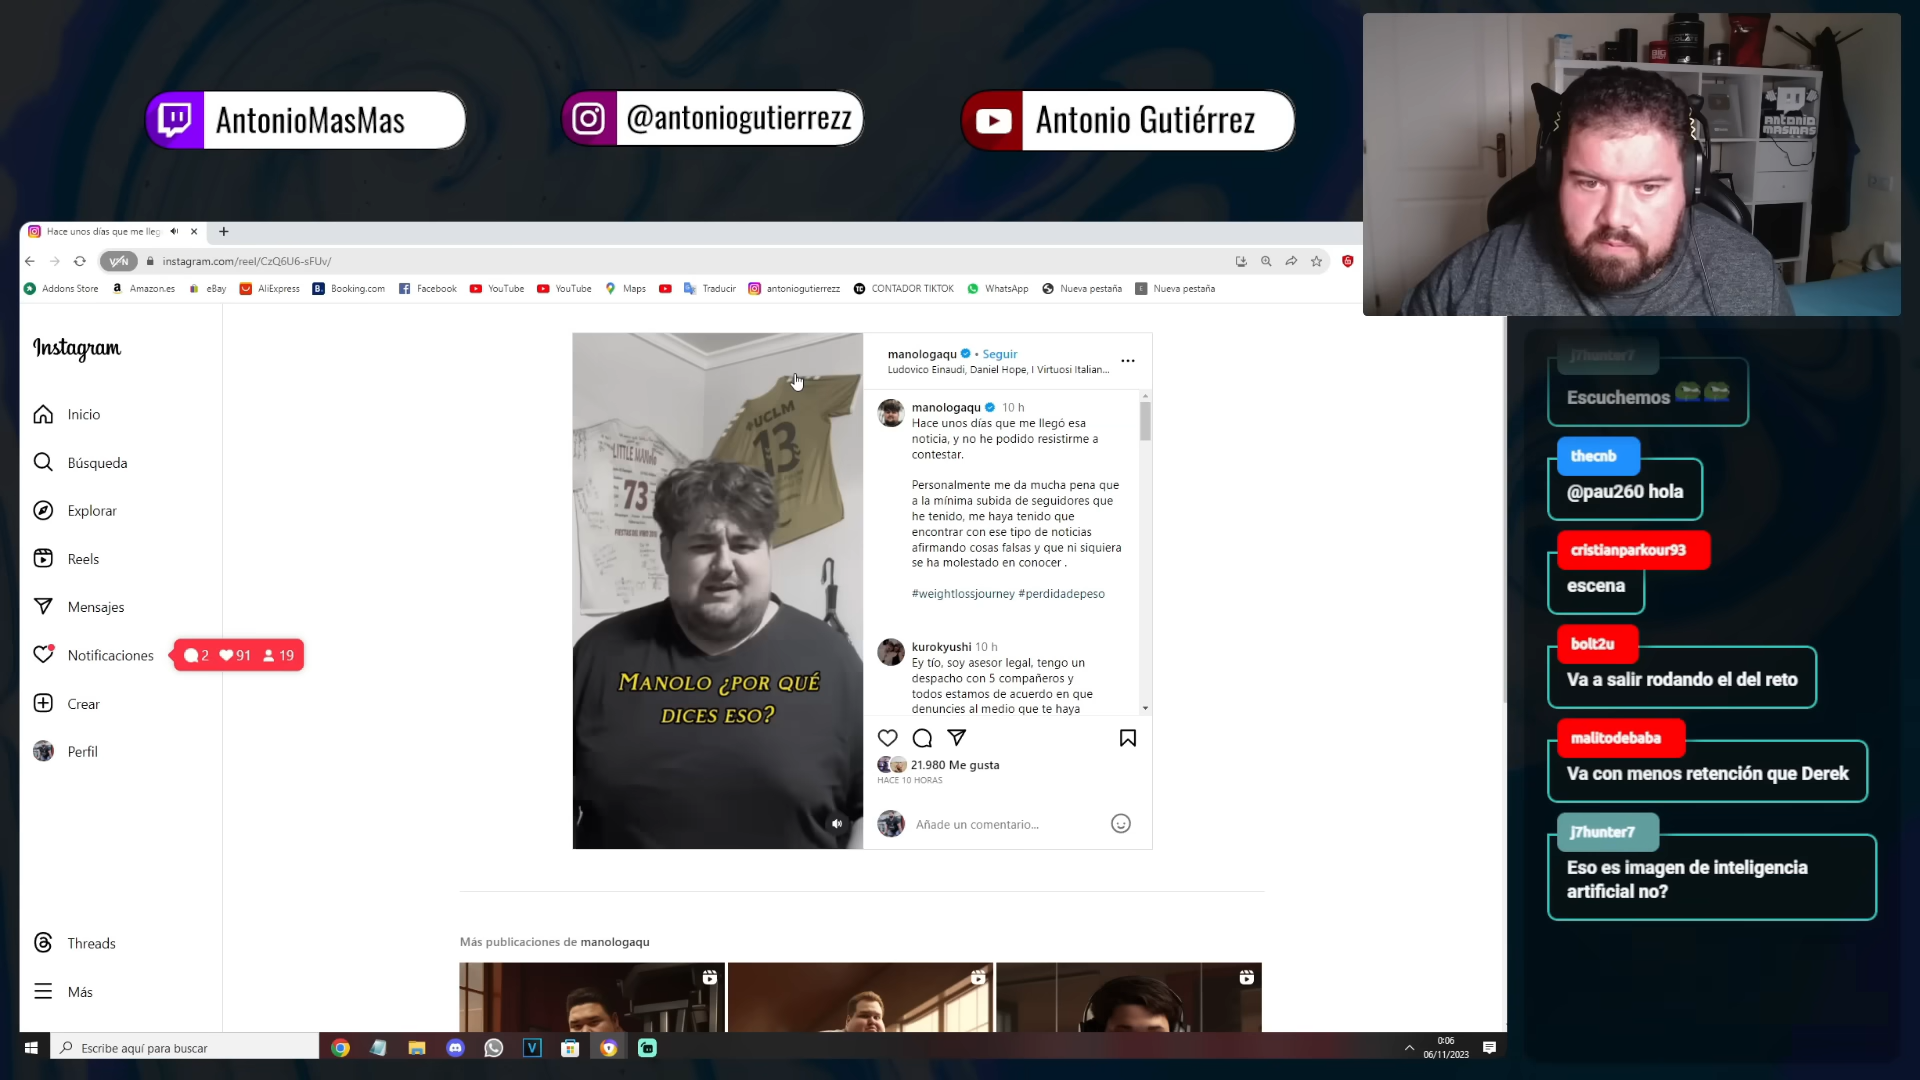 AntonioMasMas
@antoniogutierrezz
Antonio Gutiérrez
ANTONIO
MASMAS
Hace unos días que me lleg
VPN
instagram.com/reel/CzQ6U6-sFUv/
Addons Store
Amazon.es
eBay
AliExpress
Booking.com
Facebook
YouTube
YouTube
Maps
Traducir
antoniogutierrezz
CONTADOR TIKTOK
WhatsApp
Nueva pestaña
Nueva pestaña
Instagram
Inicio
Búsqueda
Explorar
Reels
Mensajes
Notificaciones
2 91 19
Crear
Perfil
Threads
Más
UCLM
13
LITTLE MANOLO
73
MANOLO ¿POR QUÉ
DICES ESO?
manologaqu • Seguir
Ludovico Einaudi, Daniel Hope, I Virtuosi Italian...
manologaqu 10 h
Hace unos días que me llegó esa
noticia, y no he podido resistirme a
contestar.
Personalmente me da mucha pena que
a la mínima subida de seguidores que
he tenido, me haya tenido que
encontrar con ese tipo de noticias
afirmando cosas falsas y que ni siquiera
se ha molestado en conocer .
#weightlossjourney #perdidadepeso
kurokyushi 10 h
Ey tío, soy asesor legal, tengo un
despacho con 5 compañeros y
todos estamos de acuerdo en que
denuncies al medio que te haya
21.980 Me gusta
HACE 10 HORAS
Añade un comentario...
Más publicaciones de manologaqu
j7hunter7
Escuchemos
thecnb
@pau260 hola
cristianparkour93
escena
bolt2u
Va a salir rodando el del reto
malitodebaba
Va con menos retención que Derek
j7hunter7
Eso es imagen de inteligencia
artificial no?
Escribe aquí para buscar
0:06
06/11/2023